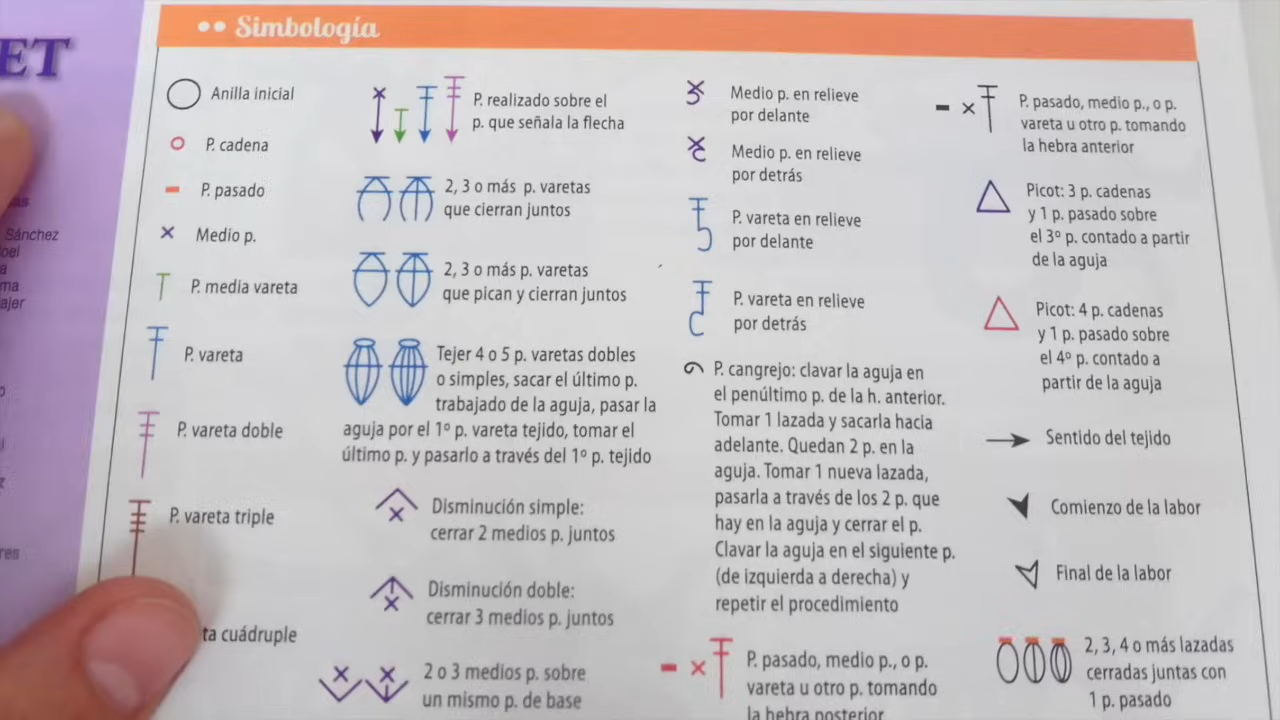 ET
Sánchez
•• Simbología
Anilla inicial
P. cadena
P. pasado
Medio p.
P. media vareta
P. vareta
P. vareta doble
P. vareta triple
cuádruple
P. realizado sobre el
p. que señala la flecha
2, 3 o más p. varetas
que cierran juntos
2, 3 o más p. varetas
que pican y cierran juntos
Tejer 4 o 5 p. varetas dobles
o simples, sacar el último p.
trabajado de la aguja, pasar la
aguja por el 1º p. vareta tejido, tomar el
último p. y pasarlo a través del 1º p. tejido
Disminución simple:
cerrar 2 medios p. juntos
Disminución doble:
cerrar 3 medios p. juntos
2 o 3 medios p. sobre
un mismo p. de base
Medio p. en relieve
por delante
Medio p. en relieve
por detrás
P. vareta en relieve
por delante
P. vareta en relieve
por detrás
P. cangrejo: clavar la aguja en
el penúltimo p. de la h. anterior.
Tomar 1 lazada y sacarla hacia
adelante. Quedan 2 p. en la
aguja. Tomar 1 nueva lazada,
pasarla a través de los 2 p. que
hay en la aguja y cerrar el p.
Clavar la aguja en el siguiente p.
(de izquierda a derecha) y
repetir el procedimiento
P. pasado, medio p., o p.
vareta u otro p. tomando
la hebra posterior
P. pasado, medio p., o p.
vareta u otro p. tomando
la hebra anterior
Picot: 3 p. cadenas
y 1 p. pasado sobre
el 3º p. contado a partir
de la aguja
Picot: 4 p. cadenas
y 1 p. pasado sobre
el 4º p. contado a
partir de la aguja
Sentido del tejido
Comienzo de la labor
Final de la labor
2, 3, 4 o más lazadas
cerradas juntas con
1 p. pasado